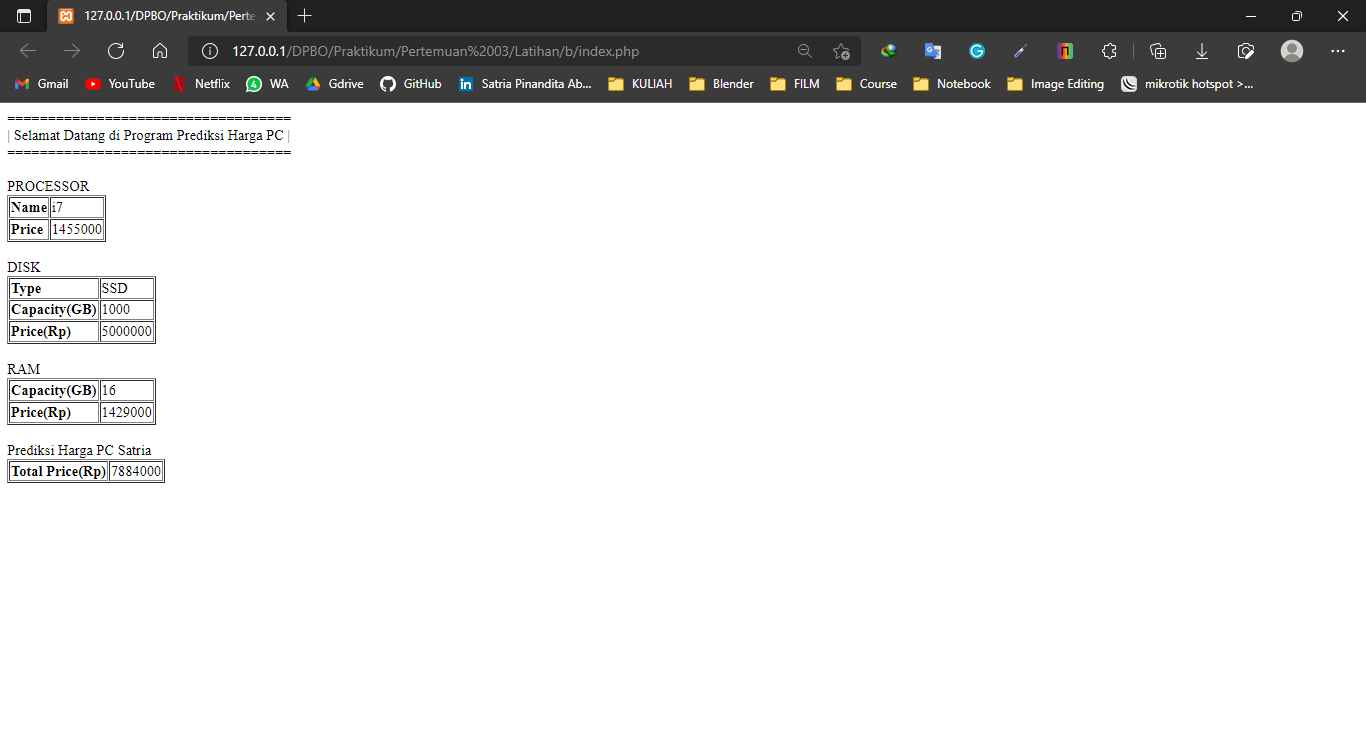 127.0.0.1/DPBO/Praktikum/Perte
127.0.0.1/DPBO/Praktikum/Pertemuan%2003/Latihan/b/index.php
Gmail YouTube Netflix WA Gdrive GitHub Satria Pinandita Ab... KULIAH Blender FILM Course Notebook Image Editing mikrotik hotspot >...
===================================
| Selamat Datang di Program Prediksi Harga PC |
===================================
PROCESSOR
Name i7
Price 1455000
DISK
Type SSD
Capacity(GB) 1000
Price(Rp) 5000000
RAM
Capacity(GB) 16
Price(Rp) 1429000
Prediksi Harga PC Satria
Total Price(Rp) 7884000